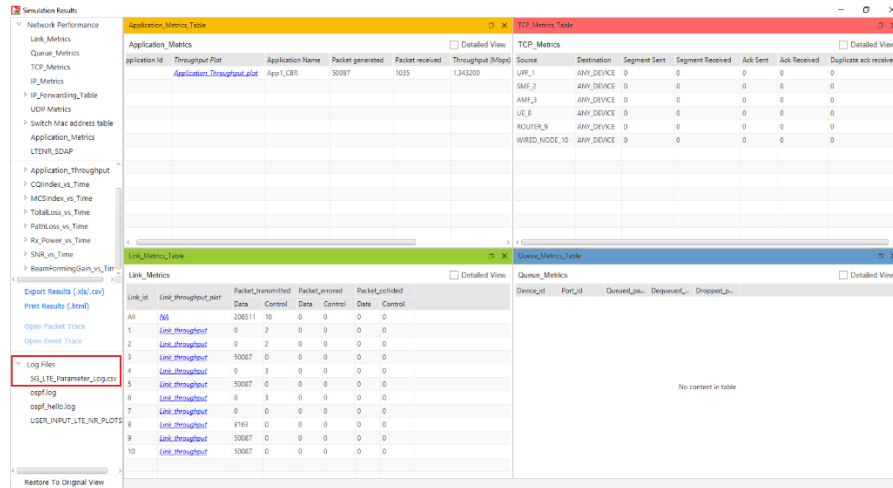 Simulation Results
Network Performance
Link_Metrics
Queue_Metrics
TCP_Metrics
IP_Metrics
IP_Forwarding_Table
UDP Metrics
Switch Mac address table
Application_Metrics
LTENR_SDAP
Application_Throughput
CQIIndex_vs_Time
MCSIndex_vs_Time
TotalLoss_vs_Time
PathLoss_vs_Time
Rx_Power_vs_Time
SNR_vs_Time
BeamFormingGain_vs_Tim
Export Results (.xls/.csv)
Print Results (.html)
Open Packet Trace
Open Event Trace
Log Files
5G_LTE_Parameter_Log.csv
ospf.log
ospf_hello.log
USER_INPUT_LTE_NR_PLOTS
Restore To Original View
Application_Metrics_Table
Application_Metrics Detailed View
pplication Id Throughput Plot Application Name Packet generated Packet received Throughput (Mbps)
Application_Throughput_plot App1_CBR 50087 1035 1.343200
TCP_Metrics_Table
TCP_Metrics Detailed View
Source Destination Segment Sent Segment Received Ack Sent Ack Received Duplicate ack receive
UPF_1 ANY_DEVICE 0 0 0 0 0
SMF_2 ANY_DEVICE 0 0 0 0 0
AMF_3 ANY_DEVICE 0 0 0 0 0
UE_8 ANY_DEVICE 0 0 0 0 0
ROUTER_9 ANY_DEVICE 0 0 0 0 0
WIRED_NODE_10 ANY_DEVICE 0 0 0 0 0
Link_Metrics_Table
Link_Metrics Detailed View
Link_id Link_throughput_plot Packet_transmitted Packet_errored Packet_collided
Data Control Data Control Data Control
All NA 208511 10 0 0 0 0
1 Link_throughput 0 2 0 0 0 0
2 Link_throughput 0 2 0 0 0 0
3 Link_throughput 50087 0 0 0 0 0
4 Link_throughput 0 3 0 0 0 0
5 Link_throughput 50087 0 0 0 0 0
6 Link_throughput 0 3 0 0 0 0
7 Link_throughput 0 0 0 0 0 0
8 Link_throughput 8163 0 0 0 0 0
9 Link_throughput 50087 0 0 0 0 0
10 Link_throughput 50087 0 0 0 0 0
Queue_Metrics_Table
Queue_Metrics Detailed View
Device_id Port_id Queued_pa... Dequeued_... Dropped_p...
No content in table